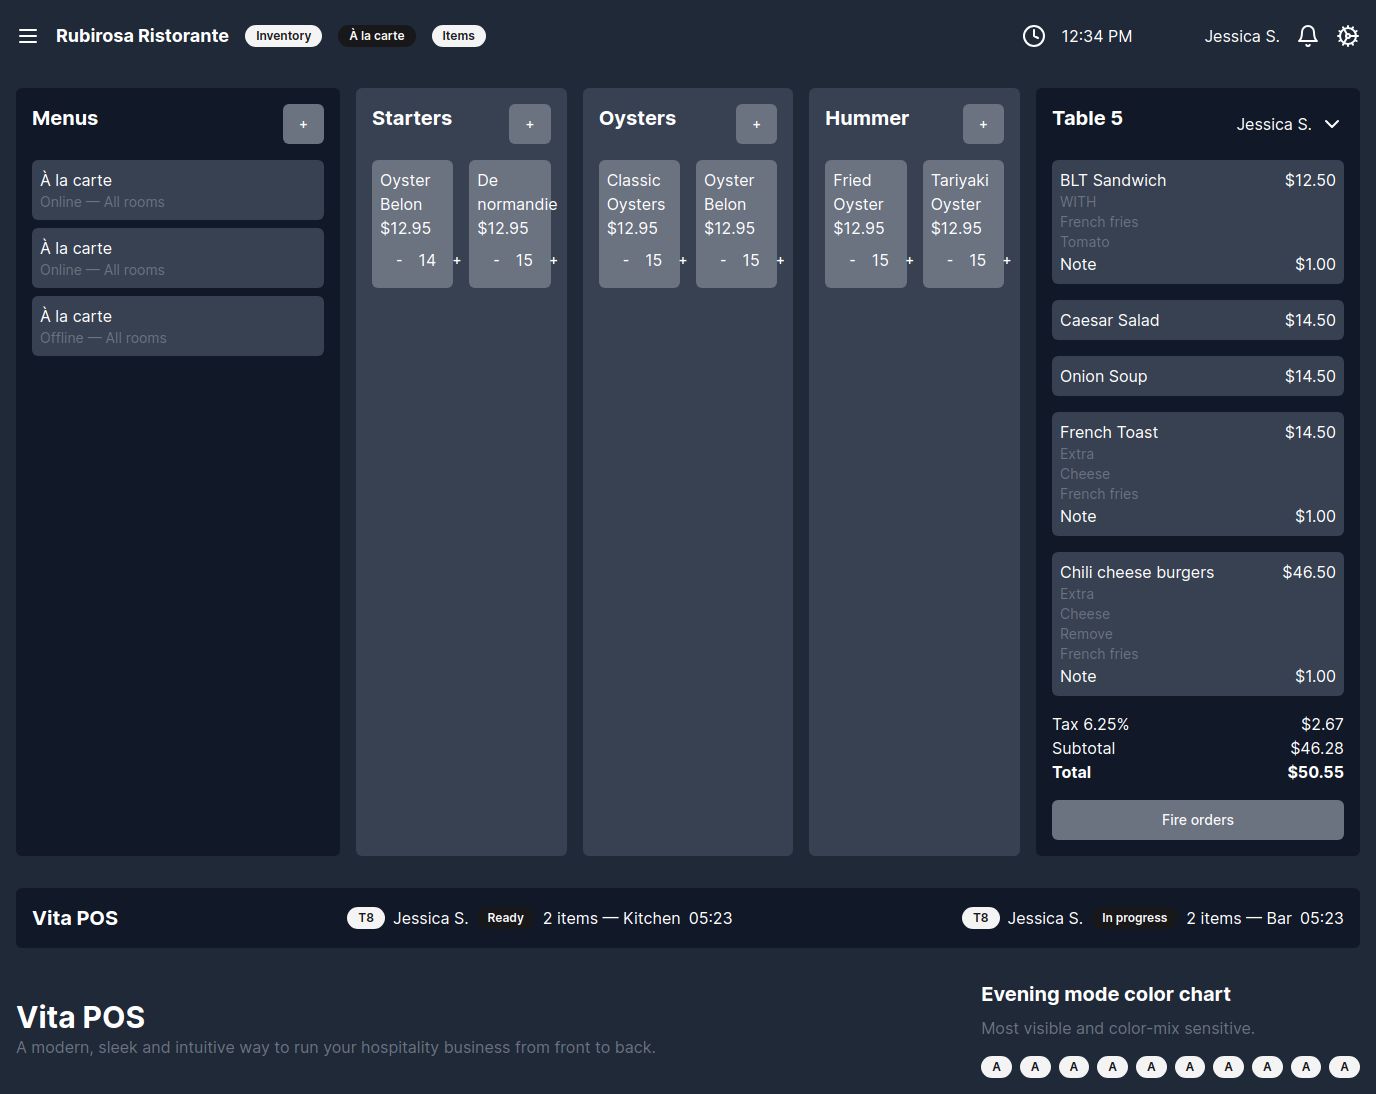 Rubirosa Ristorante Inventory À la carte Items 12:34 PM Jessica S.
Menus +
À la carte
Online — All rooms
À la carte
Online — All rooms
À la carte
Offline — All rooms
Starters +
Oyster
Belon
$12.95
- 14 +
De
normandie
$12.95
- 15 +
Oysters +
Classic
Oysters
$12.95
- 15 +
Oyster
Belon
$12.95
- 15 +
Hummer +
Fried
Oyster
$12.95
- 15 +
Tariyaki
Oyster
$12.95
- 15 +
Table 5 Jessica S.
BLT Sandwich $12.50
WITH
French fries
Tomato
Note $1.00
Caesar Salad $14.50
Onion Soup $14.50
French Toast $14.50
Extra
Cheese
French fries
Note $1.00
Chili cheese burgers $46.50
Extra
Cheese
Remove
French fries
Note $1.00
Tax 6.25% $2.67
Subtotal $46.28
Total $50.55
Fire orders
Vita POS T8 Jessica S. Ready 2 items — Kitchen 05:23 T8 Jessica S. In progress 2 items — Bar 05:23
Vita POS
A modern, sleek and intuitive way to run your hospitality business from front to back.
Evening mode color chart
Most visible and color-mix sensitive.
A A A A A A A A A A